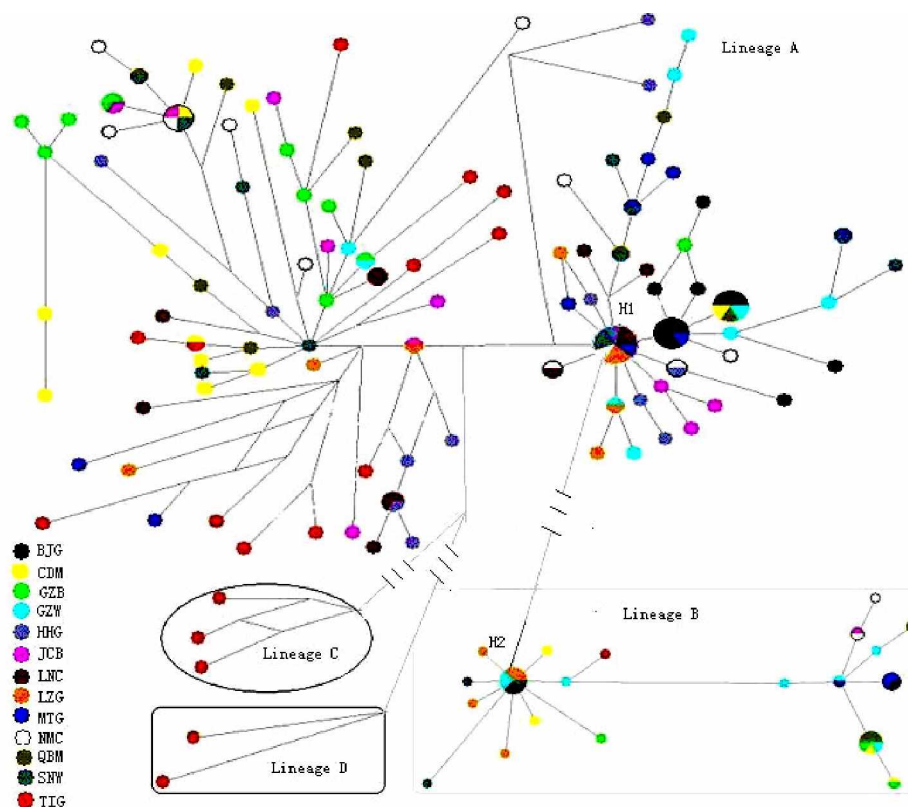 Lineage A
H1
BJG
CDM
GZB
GZW
HHG
JCB
LNC
LZG
MTG
NMC
QBM
SNW
TIG
Lineage C
Lineage D
Lineage B
H2